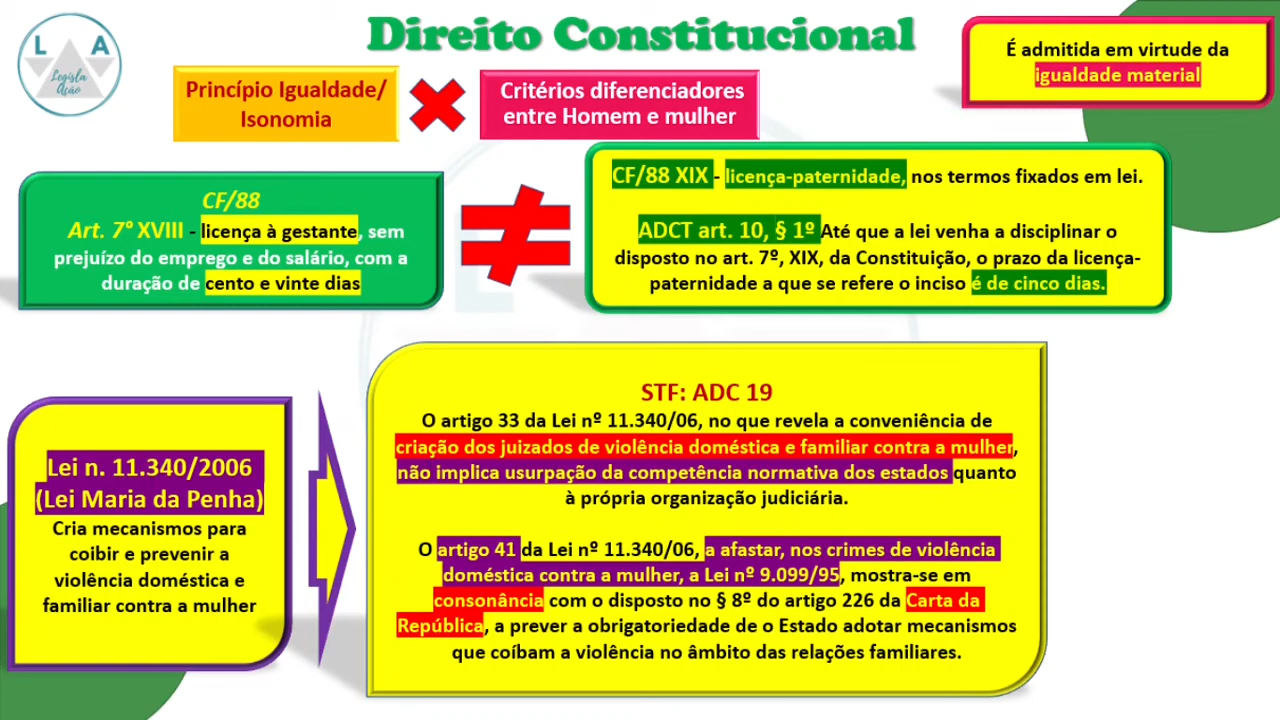 L A
Legisla
Ação
Direito Constitucional
É admitida em virtude da
igualdade material
Princípio Igualdade/
Isonomia
Critérios diferenciadores
entre Homem e mulher
CF/88
Art. 7° XVIII - licença à gestante, sem
prejuízo do emprego e do salário, com a
duração de cento e vinte dias
CF/88 XIX - licença-paternidade, nos termos fixados em lei.
ADCT art. 10, § 1º Até que a lei venha a disciplinar o
disposto no art. 7º, XIX, da Constituição, o prazo da licença-
paternidade a que se refere o inciso é de cinco dias.
Lei n. 11.340/2006
(Lei Maria da Penha)
Cria mecanismos para
coibir e prevenir a
violência doméstica e
familiar contra a mulher
STF: ADC 19
O artigo 33 da Lei nº 11.340/06, no que revela a conveniência de
criação dos juizados de violência doméstica e familiar contra a mulher,
não implica usurpação da competência normativa dos estados quanto
à própria organização judiciária.
O artigo 41 da Lei nº 11.340/06, a afastar, nos crimes de violência
doméstica contra a mulher, a Lei nº 9.099/95, mostra-se em
consonância com o disposto no § 8º do artigo 226 da Carta da
República, a prever a obrigatoriedade de o Estado adotar mecanismos
que coíbam a violência no âmbito das relações familiares.